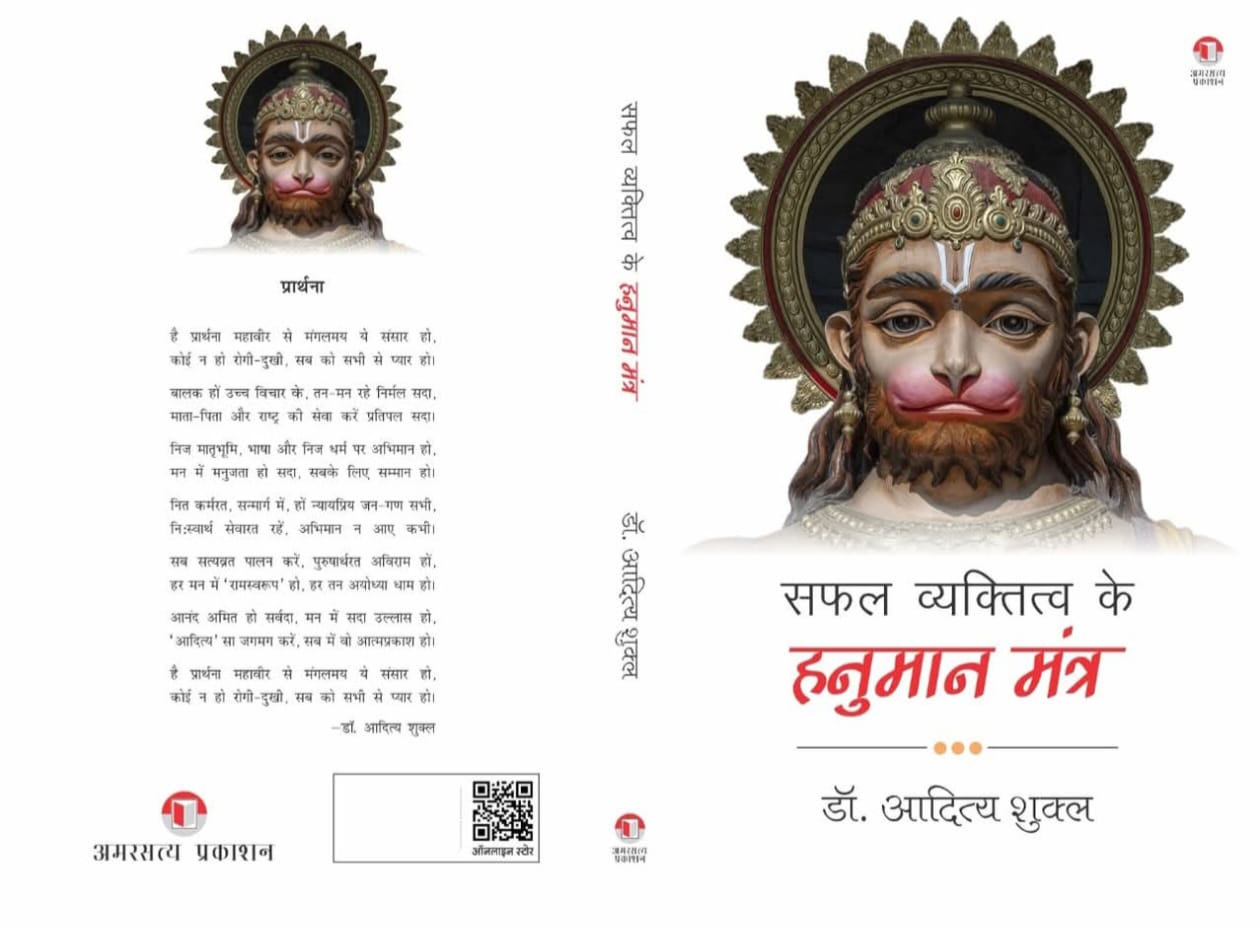 प्रार्थना
है प्रार्थना महावीर से मंगलमय ये संसार हो,
कोई न हो रोगी-दुखी, सब को सभी से प्यार हो।
बालक हों उच्च विचार के, तन-मन रहे निर्मल सदा,
माता-पिता और राष्ट्र की सेवा करें प्रतिपल सदा।
निज मातृभूमि, भाषा और निज धर्म पर अभिमान हो,
मन में मनुजता हो सदा, सबके लिए सम्मान हो।
नित कर्मरत, सन्मार्ग में, हों न्यायप्रिय जन-गण सभी,
नि:स्वार्थ सेवारत रहें, अभिमान न आए कभी।
सब सत्यव्रत पालन करें, पुरुषार्थरत अविराम हों,
हर मन में ‘रामस्वरूप’ हो, हर तन अयोध्या धाम हो।
आनंद अमित हो सर्वदा, मन में सदा उल्लास हो,
‘आदित्य’ सा जगमग करें, सब में वो आत्मप्रकाश हो।
है प्रार्थना महावीर से मंगलमय ये संसार हो,
कोई न हो रोगी-दुखी, सब को सभी से प्यार हो।
–डॉ. आदित्य शुक्ल
अमरसत्य प्रकाशन
ऑनलाइन स्टोर
सफल व्यक्तित्व के हनुमान मंत्र
डॉ. आदित्य शुक्ल
अमरसत्य
प्रकाशन
अमरसत्य
प्रकाशन
सफल व्यक्तित्व के
हनुमान मंत्र
डॉ. आदित्य शुक्ल